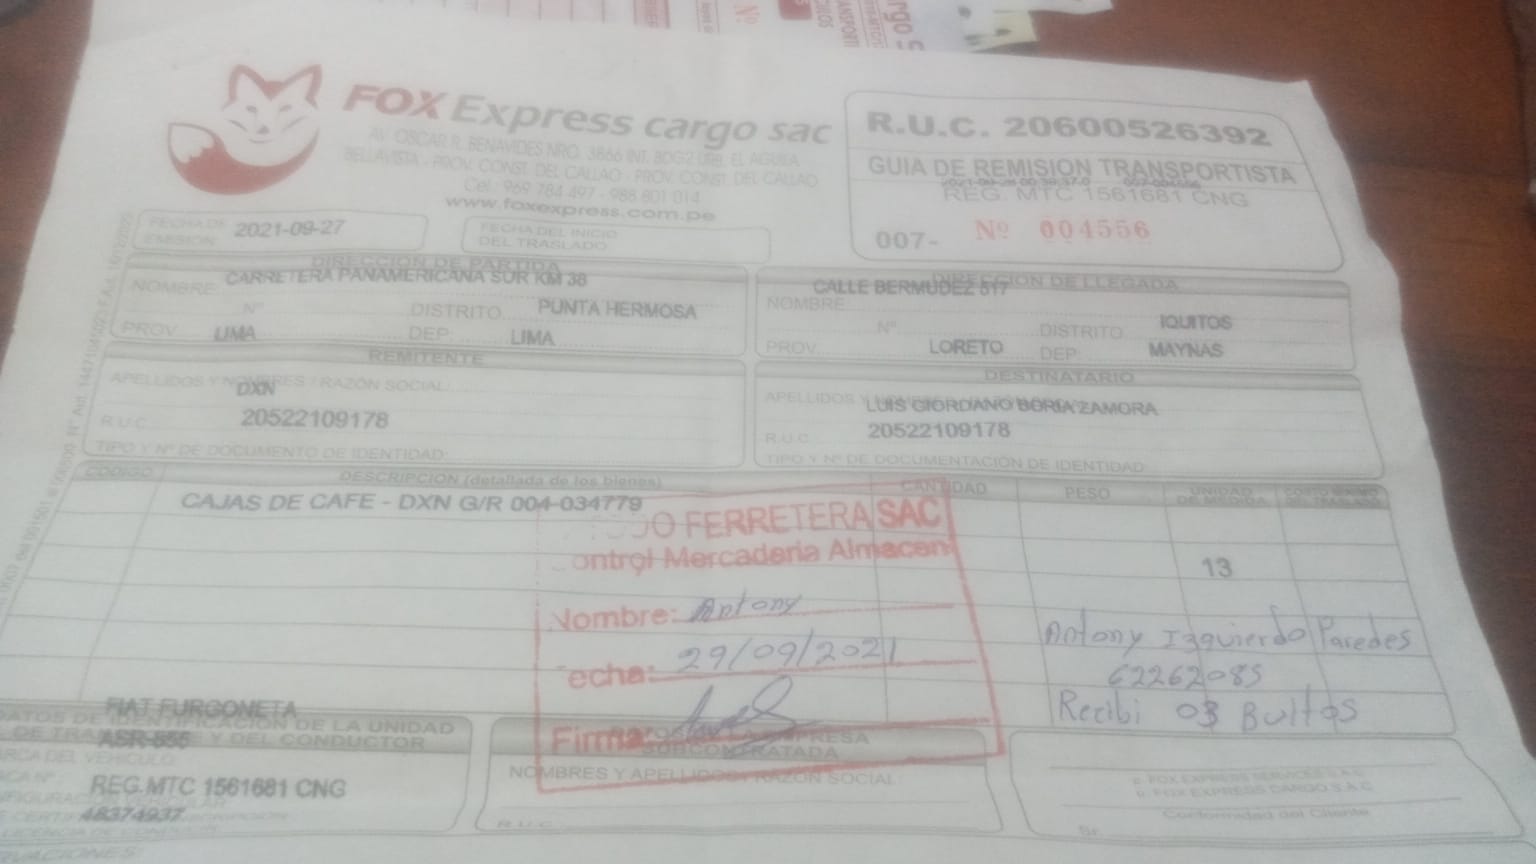 FOX Express cargo sac
AV. OSCAR R. BENAVIDES NRO. 3866 INT. BDG2 URB. EL AGUILA
BELLAVISTA - PROV. CONST. DEL CALLAO - PROV. CONST. DEL CALLAO
Cel.: 969 784 497 - 988 801 014
www.foxexpress.com.pe
R.U.C. 20600526392
GUIA DE REMISION TRANSPORTISTA
REG. MTC 1561681 CNG
007- Nº 004556
FECHA DE EMISION: 2021-09-27
FECHA DEL INICIO
DEL TRASLADO
DIRECCION DE PARTIDA
NOMBRE: CARRETERA PANAMERICANA SUR KM 38
Nº DISTRITO PUNTA HERMOSA
PROV. LIMA DEP: LIMA
DIRECCION DE LLEGADA
NOMBRE CALLE BERMUDEZ 517
Nº DISTRITO IQUITOS
PROV. LORETO DEP: MAYNAS
REMITENTE
APELLIDOS Y NOMBRES / RAZON SOCIAL:
DXN
R.U.C.: 20522109178
TIPO Y Nº DE DOCUMENTO DE IDENTIDAD:
DESTINATARIO
APELLIDOS Y
LUIS GIORDANO BORIA ZAMORA
R.U.C.: 20522109178
TIPO Y Nº DE DOCUMENTACION DE IDENTIDAD:
CODIGO DESCRIPCION (detallada de los bienes) CANTIDAD PESO UNIDAD DE MEDIDA
CAJAS DE CAFE - DXN G/R 004-034779
13
FERRETERA SAC
ontrol Mercaderia Almacen
Nombre: Antony
echa: 29/09/2021
Firma
Antony Izquierdo Paredes
62262085
Recibi 03 Bultos
FIAT FURGONETA
DATOS DE IDENTIFICACION DE LA UNIDAD
DE Y DEL CONDUCTOR
REG.MTC 1561681 CNG
48374937
EMPRESA
SUBCONTRATADA
NOMBRES Y APELLIDOS / RAZON SOCIAL:
R.U.C.:
p. FOX EXPRESS CARGO S.A.C
Conformidad del Cliente
Sr.